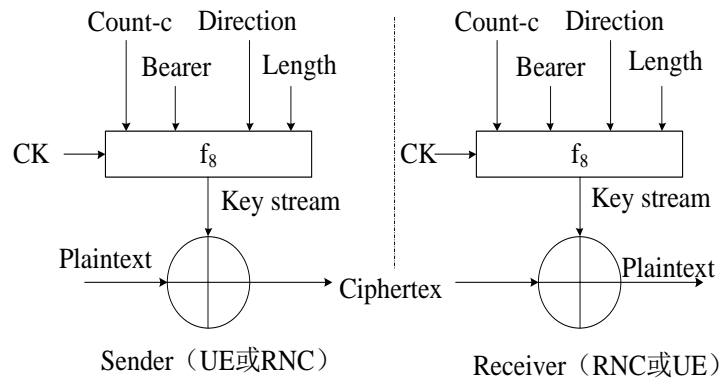 Count-c Direction
Bearer Length
CK f₈
Key stream
Plaintext
Sender（UE或RNC）
Ciphertex
Count-c Direction
Bearer Length
CK f₈
Key stream
Plaintext
Receiver（RNC或UE）